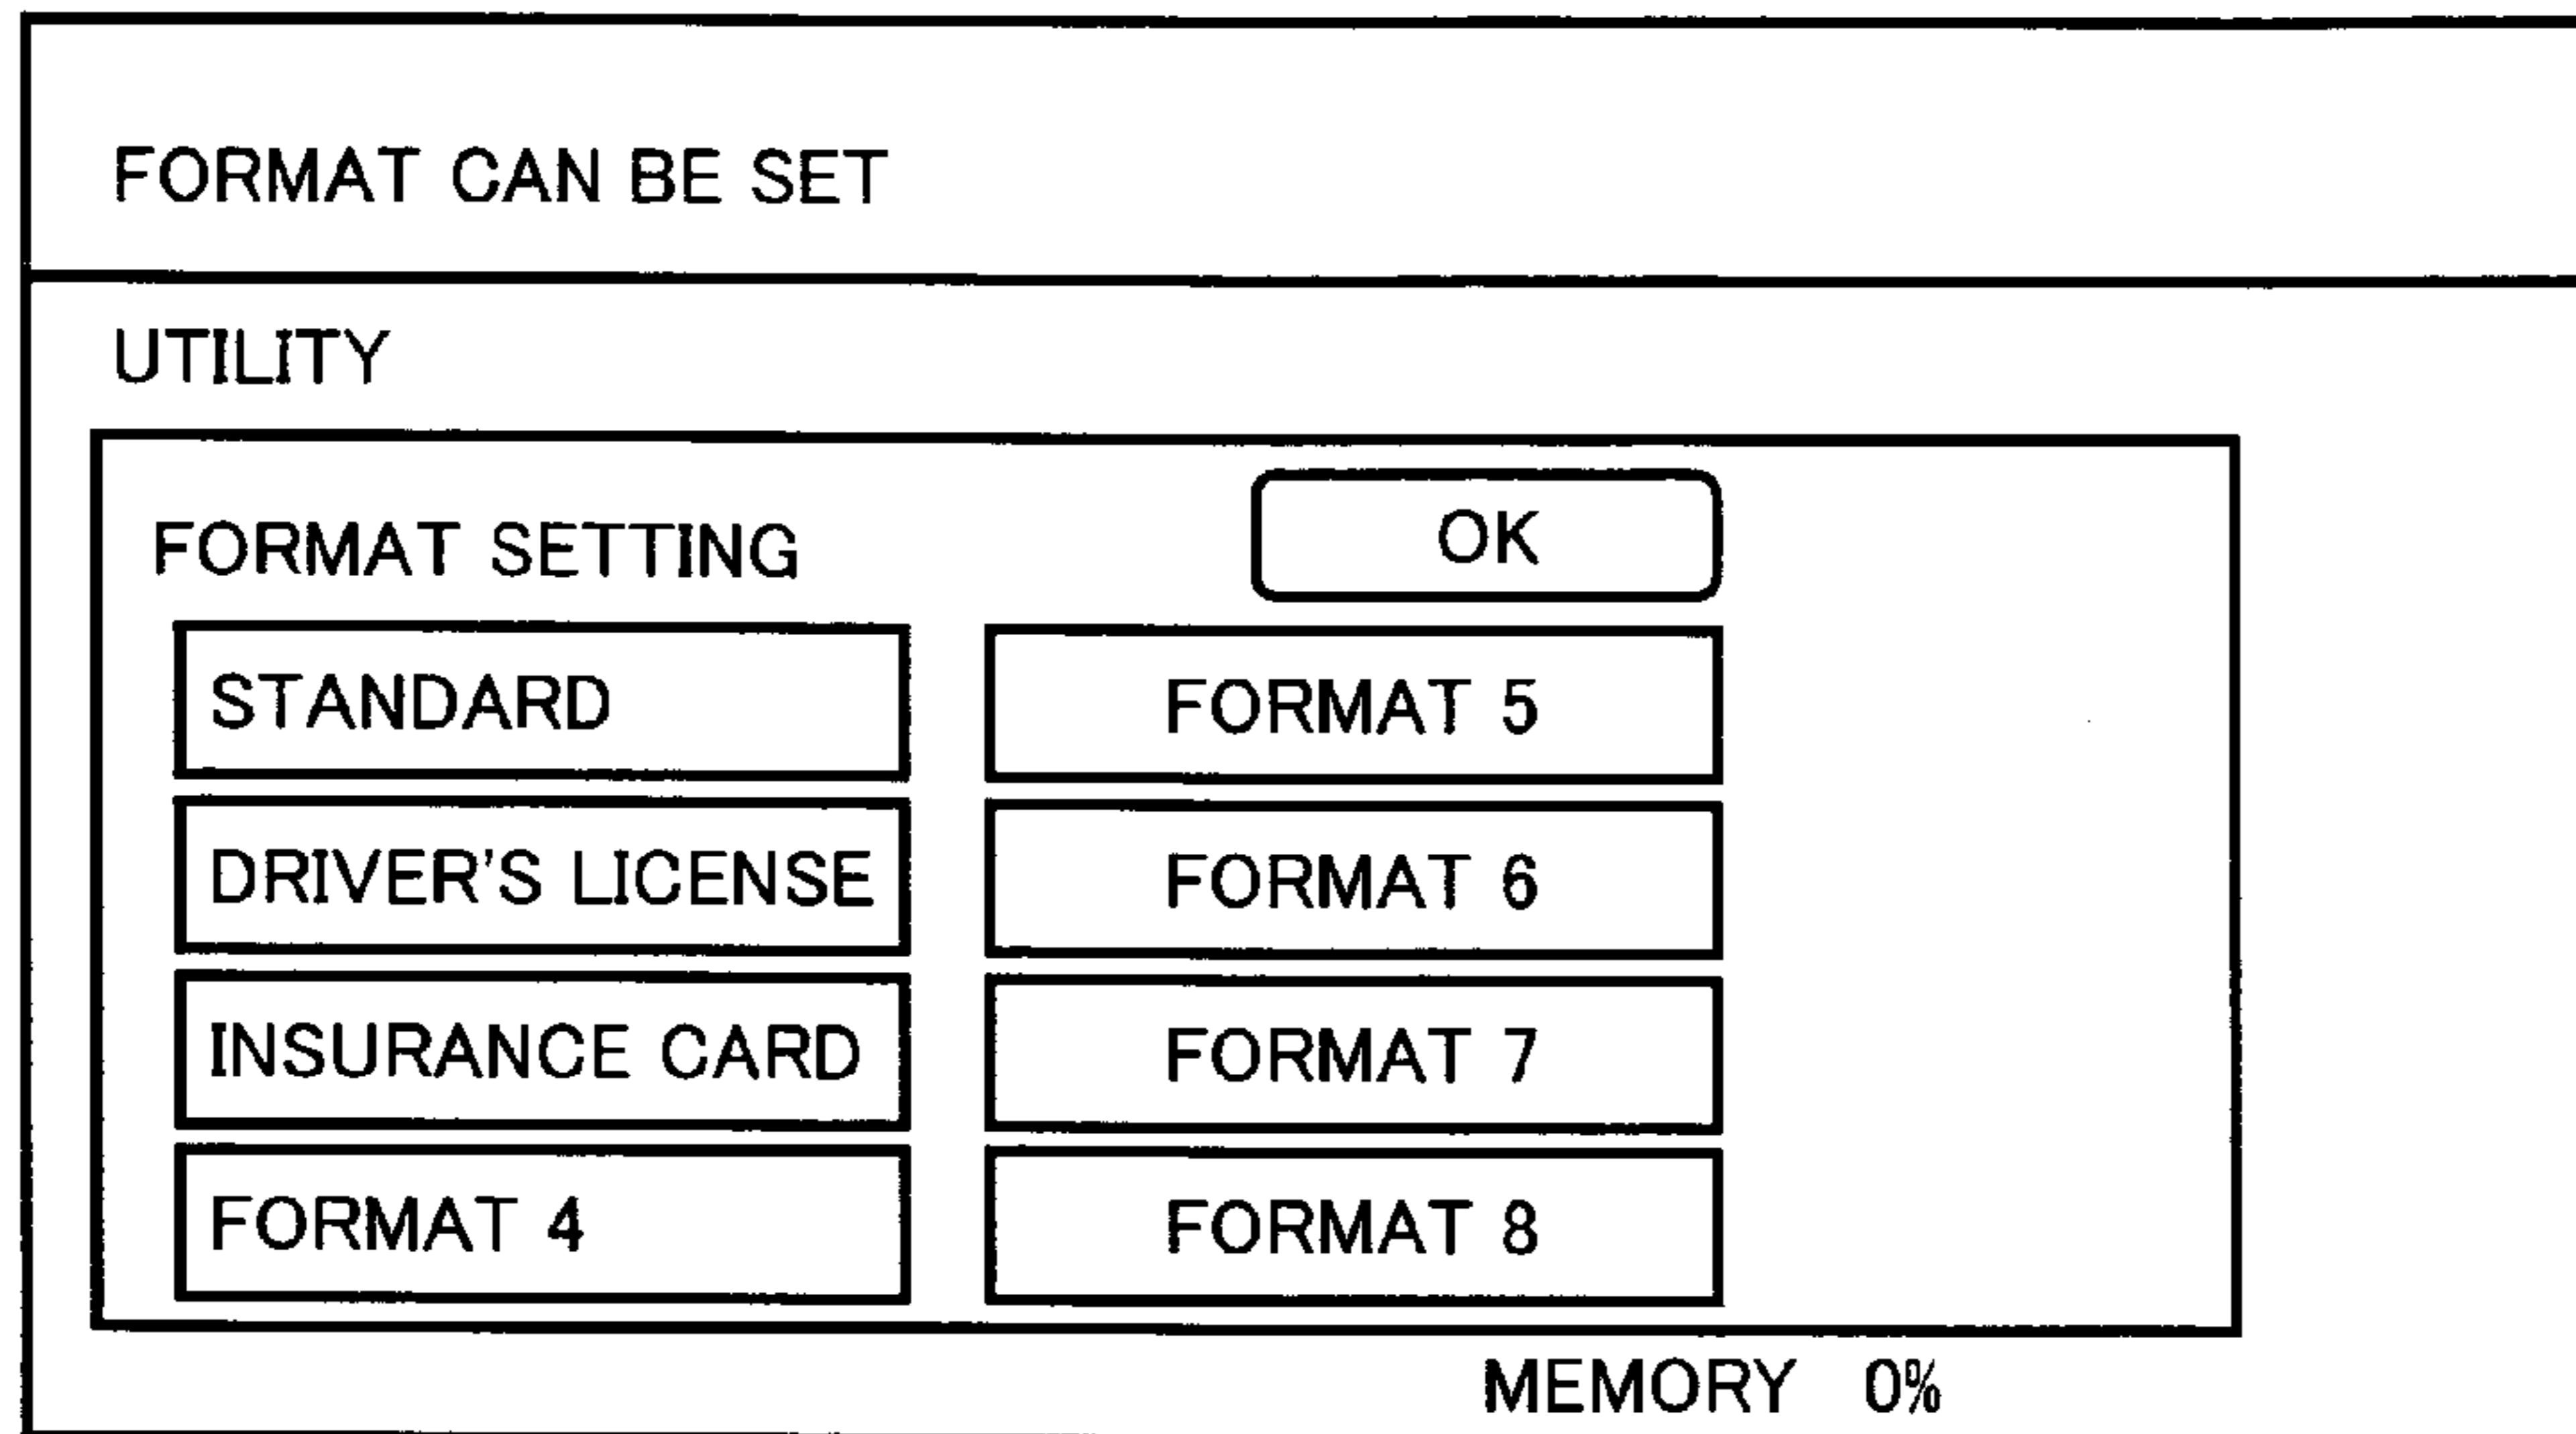 FORMAT CAN BE SET
UTILITY
FORMAT SETTING
OK
STANDARD
FORMAT 5
DRIVER'S LICENSE
FORMAT 6
INSURANCE CARD
FORMAT 7
FORMAT 4
FORMAT 8
MEMORY 0%